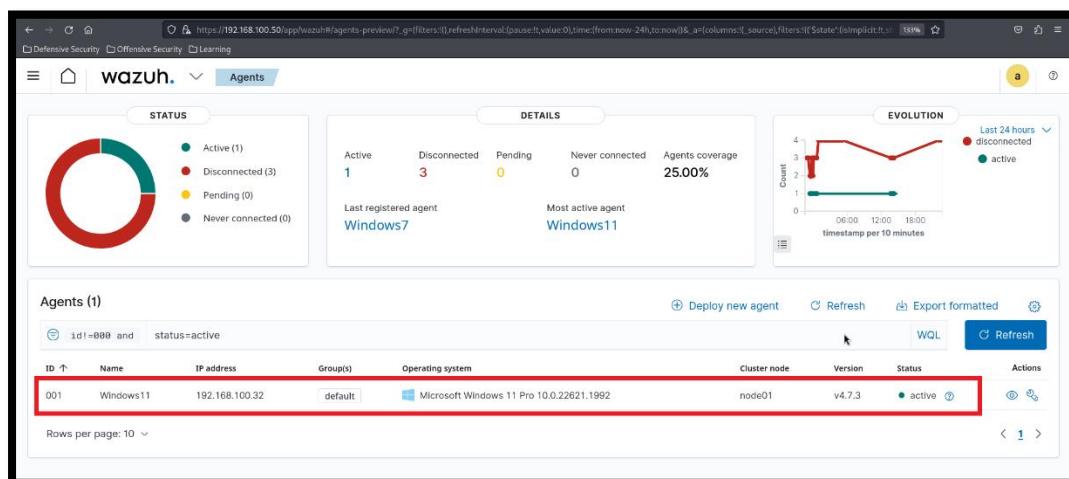 https://192.168.100.50/app/wazuh#/agents-preview/?_g=(filters:!(),refreshInterval:(pause:!t,value:0),time:(from:now-24h,to:now))&_a=(columns:!(_source),filters:!(('$state':(isImplicit:!t,s 133%
Defensive Security Offensive Security Learning
wazuh. Agents a
STATUS
Active (1)
Disconnected (3)
Pending (0)
Never connected (0)
DETAILS
Active Disconnected Pending Never connected Agents coverage
1 3 0 0 25.00%
Last registered agent Most active agent
Windows7 Windows11
EVOLUTION
Last 24 hours
disconnected
active
Count
4
3
2
1
0
06:00 12:00 18:00
timestamp per 10 minutes
Agents (1) Deploy new agent Refresh Export formatted
id!=000 and status=active WQL Refresh
ID Name IP address Group(s) Operating system Cluster node Version Status Actions
001 Windows11 192.168.100.32 default Microsoft Windows 11 Pro 10.0.22621.1992 node01 v4.7.3 active
Rows per page: 10 1